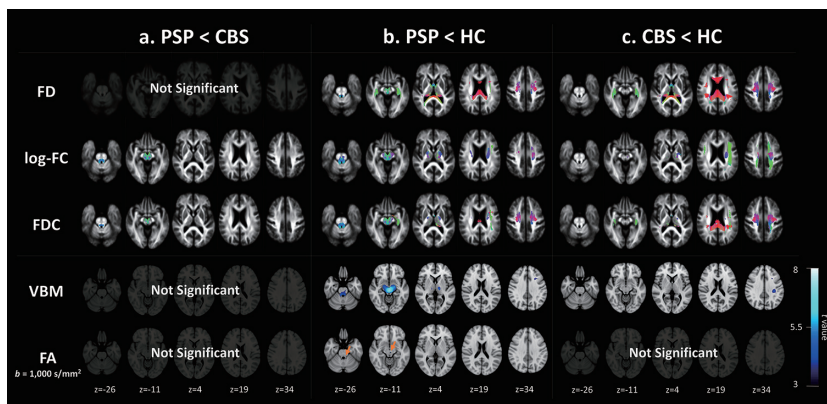 a. PSP < CBS
b. PSP < HC
c. CBS < HC
FD
Not Significant
log-FC
FDC
VBM
Not Significant
FA
b = 1,000 s/mm²
Not Significant
Not Significant
z=-26 z=-11 z=4 z=19 z=34
z=-26 z=-11 z=4 z=19 z=34
z=-26 z=-11 z=4 z=19 z=34
8
5.5
3
T value